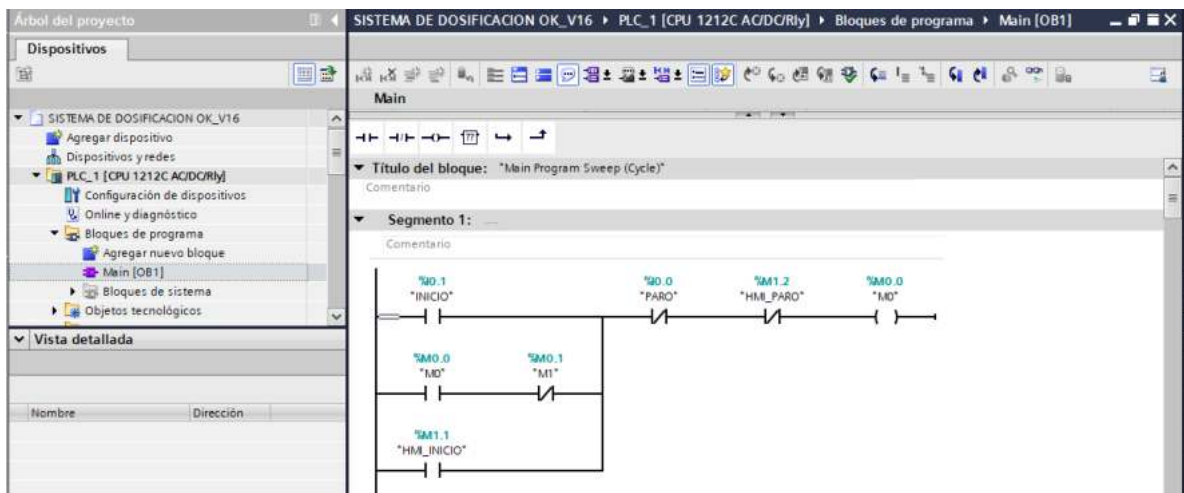 Árbol del proyecto
SISTEMA DE DOSIFICACION OK_V16 ▸ PLC_1 [CPU 1212C AC/DC/Rly] ▸ Bloques de programa ▸ Main [OB1]
Dispositivos
Main
SISTEMA DE DOSIFICACION OK_V16
Agregar dispositivo
Dispositivos y redes
PLC_1 [CPU 1212C AC/DC/Rly]
Configuración de dispositivos
Online y diagnóstico
Bloques de programa
Agregar nuevo bloque
Main [OB1]
Bloques de sistema
Objetos tecnológicos
Vista detallada
Nombre
Dirección
Título del bloque: "Main Program Sweep (Cycle)"
Comentario
Segmento 1: ....
Comentario
%I0.1
"INICIO"
%I0.0
"PARO"
%M1.2
"HMI_PARO"
%M0.0
"M0"
%M0.0
"M0"
%M0.1
"M1"
%M1.1
"HMI_INICIO"